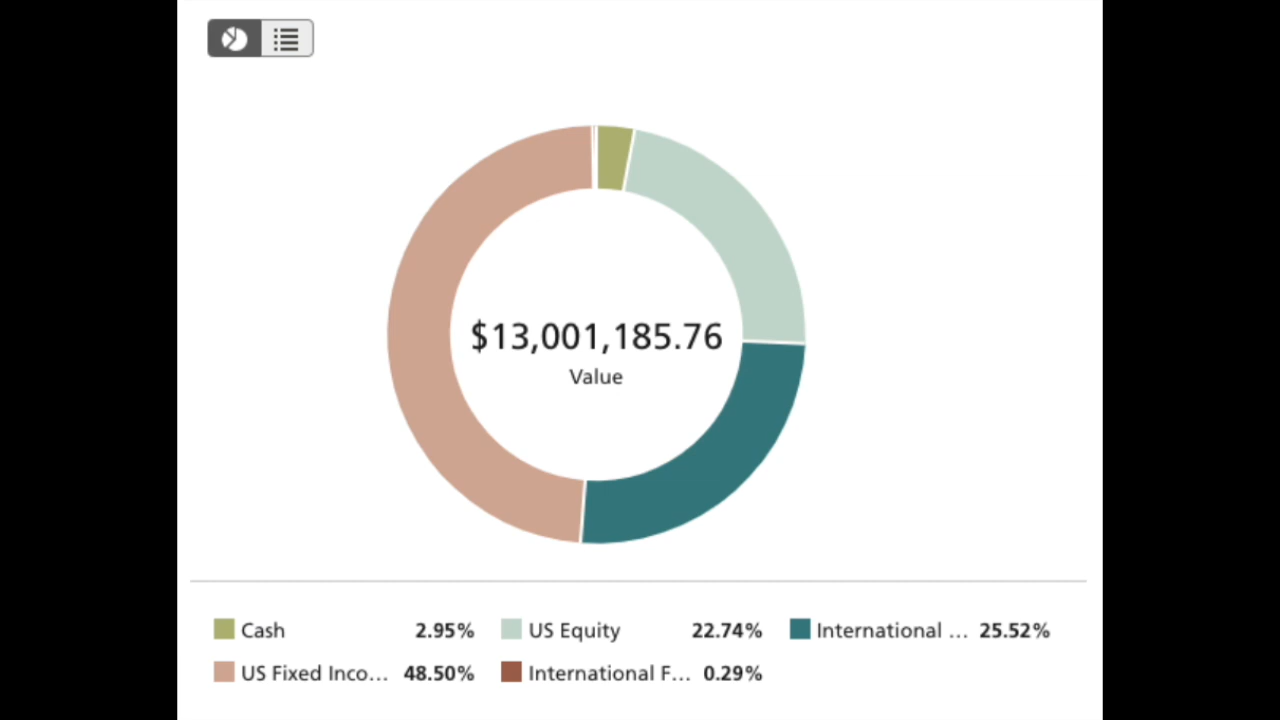 $13,001,185.76
Value
Cash 2.95% US Equity 22.74% International ... 25.52%
US Fixed Inco... 48.50% International F... 0.29%